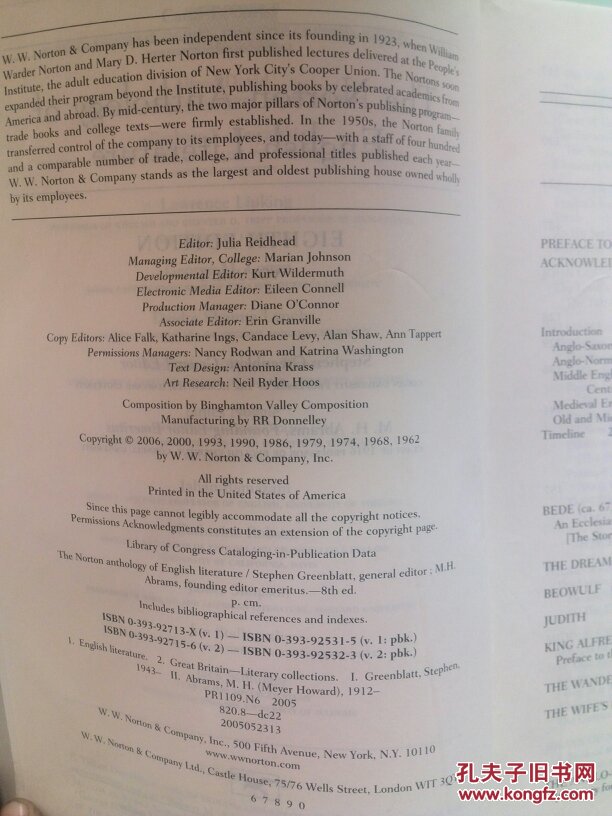 W. W. Norton & Company has been independent since its founding in 1923, when William
Warder Norton and Mary D. Herter Norton first published lectures delivered at the People's
Institute, the adult education division of New York City's Cooper Union. The Nortons soon
expanded their program beyond the Institute, publishing books by celebrated academics from
America and abroad. By mid-century, the two major pillars of Norton's publishing program—
trade books and college texts—were firmly established. In the 1950s, the Norton family
transferred control of the company to its employees, and today—with a staff of four hundred
and a comparable number of trade, college, and professional titles published each year—
W. W. Norton & Company stands as the largest and oldest publishing house owned wholly
by its employees.
Editor: Julia Reidhead
Managing Editor, College: Marian Johnson
Developmental Editor: Kurt Wildermuth
Electronic Media Editor: Eileen Connell
Production Manager: Diane O'Connor
Associate Editor: Erin Granville
Copy Editors: Alice Falk, Katharine Ings, Candace Levy, Alan Shaw, Ann Tappert
Permissions Managers: Nancy Rodwan and Katrina Washington
Text Design: Antonina Krass
Art Research: Neil Ryder Hoos
Composition by Binghamton Valley Composition
Manufacturing by RR Donnelley
Copyright © 2006, 2000, 1993, 1990, 1986, 1979, 1974, 1968, 1962
by W. W. Norton & Company, Inc.
All rights reserved
Printed in the United States of America
Since this page cannot legibly accommodate all the copyright notices.
Permissions Acknowledgments constitutes an extension of the copyright page.
Library of Congress Cataloging-in-Publication Data
The Norton anthology of English literature / Stephen Greenblatt, general editor ; M.H.
Abrams, founding editor emeritus.—8th ed.
p. cm.
Includes bibliographical references and indexes.
ISBN 0-393-92713-X (v. 1) — ISBN 0-393-92531-5 (v. 1: pbk.)
ISBN 0-393-92715-6 (v. 2) — ISBN 0-393-92532-3 (v. 2: pbk.)
1. English literature. 2. Great Britain—Literary collections. I. Greenblatt, Stephen,
1943– II. Abrams, M. H. (Meyer Howard), 1912–
PR1109.N6 2005
820.8—dc22
2005052313
W. W. Norton & Company, Inc., 500 Fifth Avenue, New York, N.Y. 10110
www.wwnorton.com
W. W. Norton & Company Ltd., Castle House, 75/76 Wells Street, London W1T 3QT
6 7 8 9 0
PREFACE TO
Introduction
Anglo-Saxon
Middle Engl
Cent
Medieval En
Old and Mi
Timeline
BEDE (ca. 67
An Ecclesia
[The Stor
THE DREAM
BEOWULF
JUDITH
KING ALFRE
Preface to th
THE WANDE
THE WIFE'S
孔夫子旧书网
www.kongfz.com